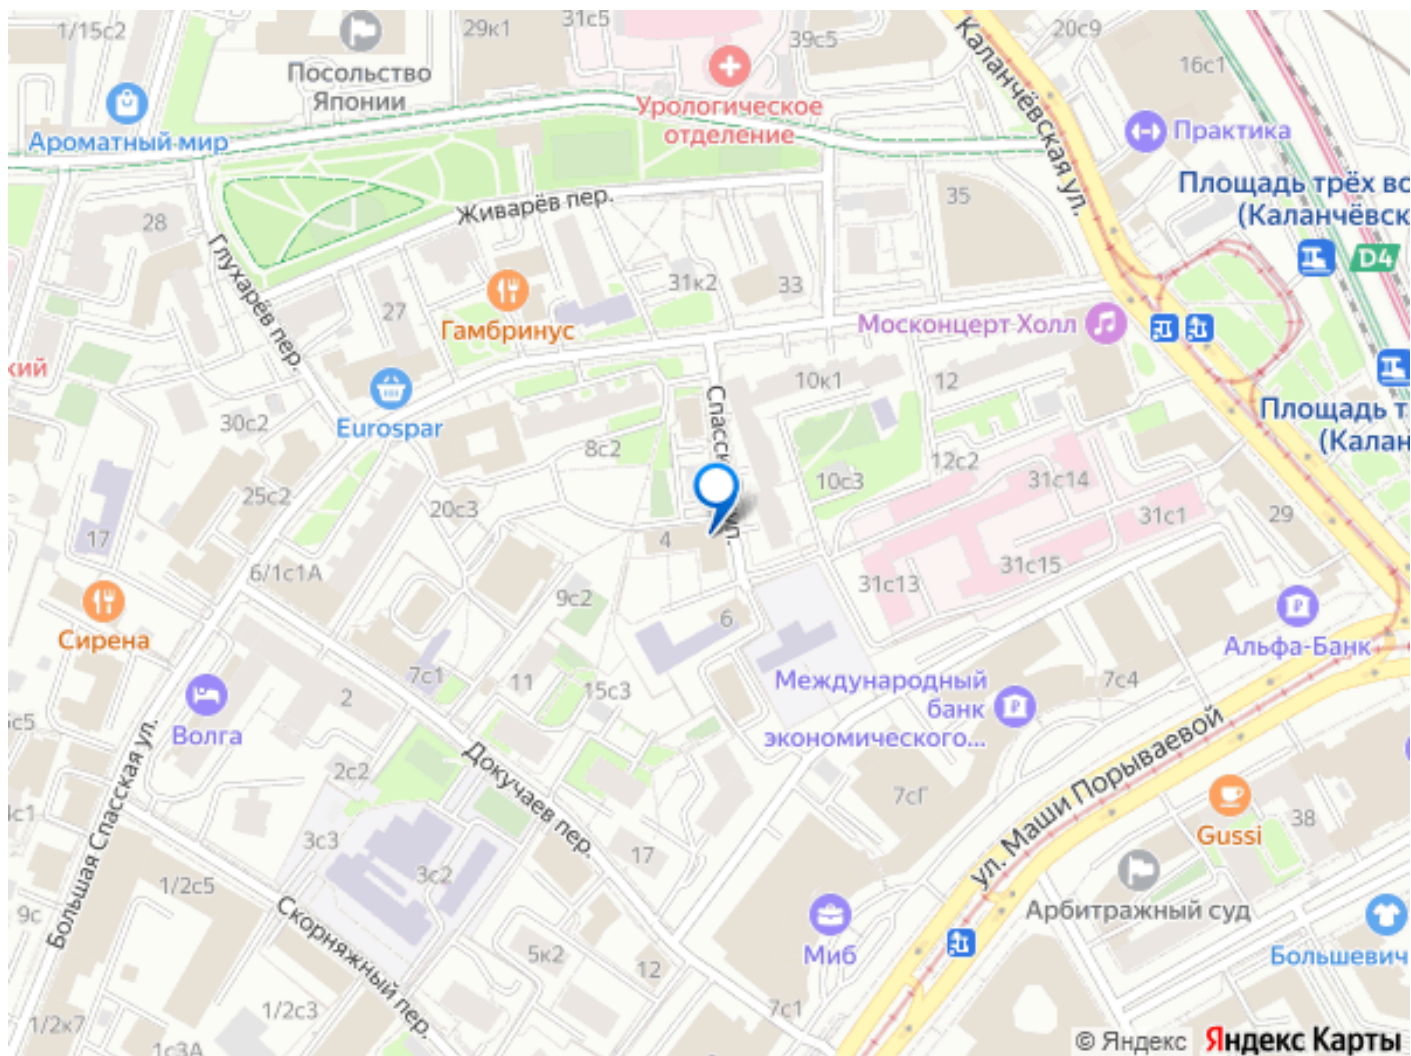 1/15с2
29к1
31с5
39с5
20с9
16с1
Посольство
Японии
Урологическое
отделение
Каланчёвская ул.
Практика
Ароматный мир
Площадь трёх во
(Каланчёвск
D4
28
Живарёв пер.
35
Глухарёв пер.
31к2
33
27
Гамбринус
Москонцерт Холл
кий
10к1
12
Площадь т
(Калан
Eurospar
30с2
8с2
12с2
10с3
31с14
25с2
20с3
31с1
29
17
4
ул.
6/1с1А
31с15
31с13
9с2
Сирена
6
Альфа-Банк
7с1
11
15с3
2
Международный
банк
экономического...
7с4
Волга
Большая Спасская ул.
2с2
Докучаев пер.
ул. Маши Порываевой
7сГ
Gussi
38
3с3
17
3с2
1/2с5
9с
Скорняжный пер.
Арбитражный суд
Миб
Большевич
5к2
12
1/2с3
7с1
1/2к7
1с3А
© Яндекс
Яндекс Карты